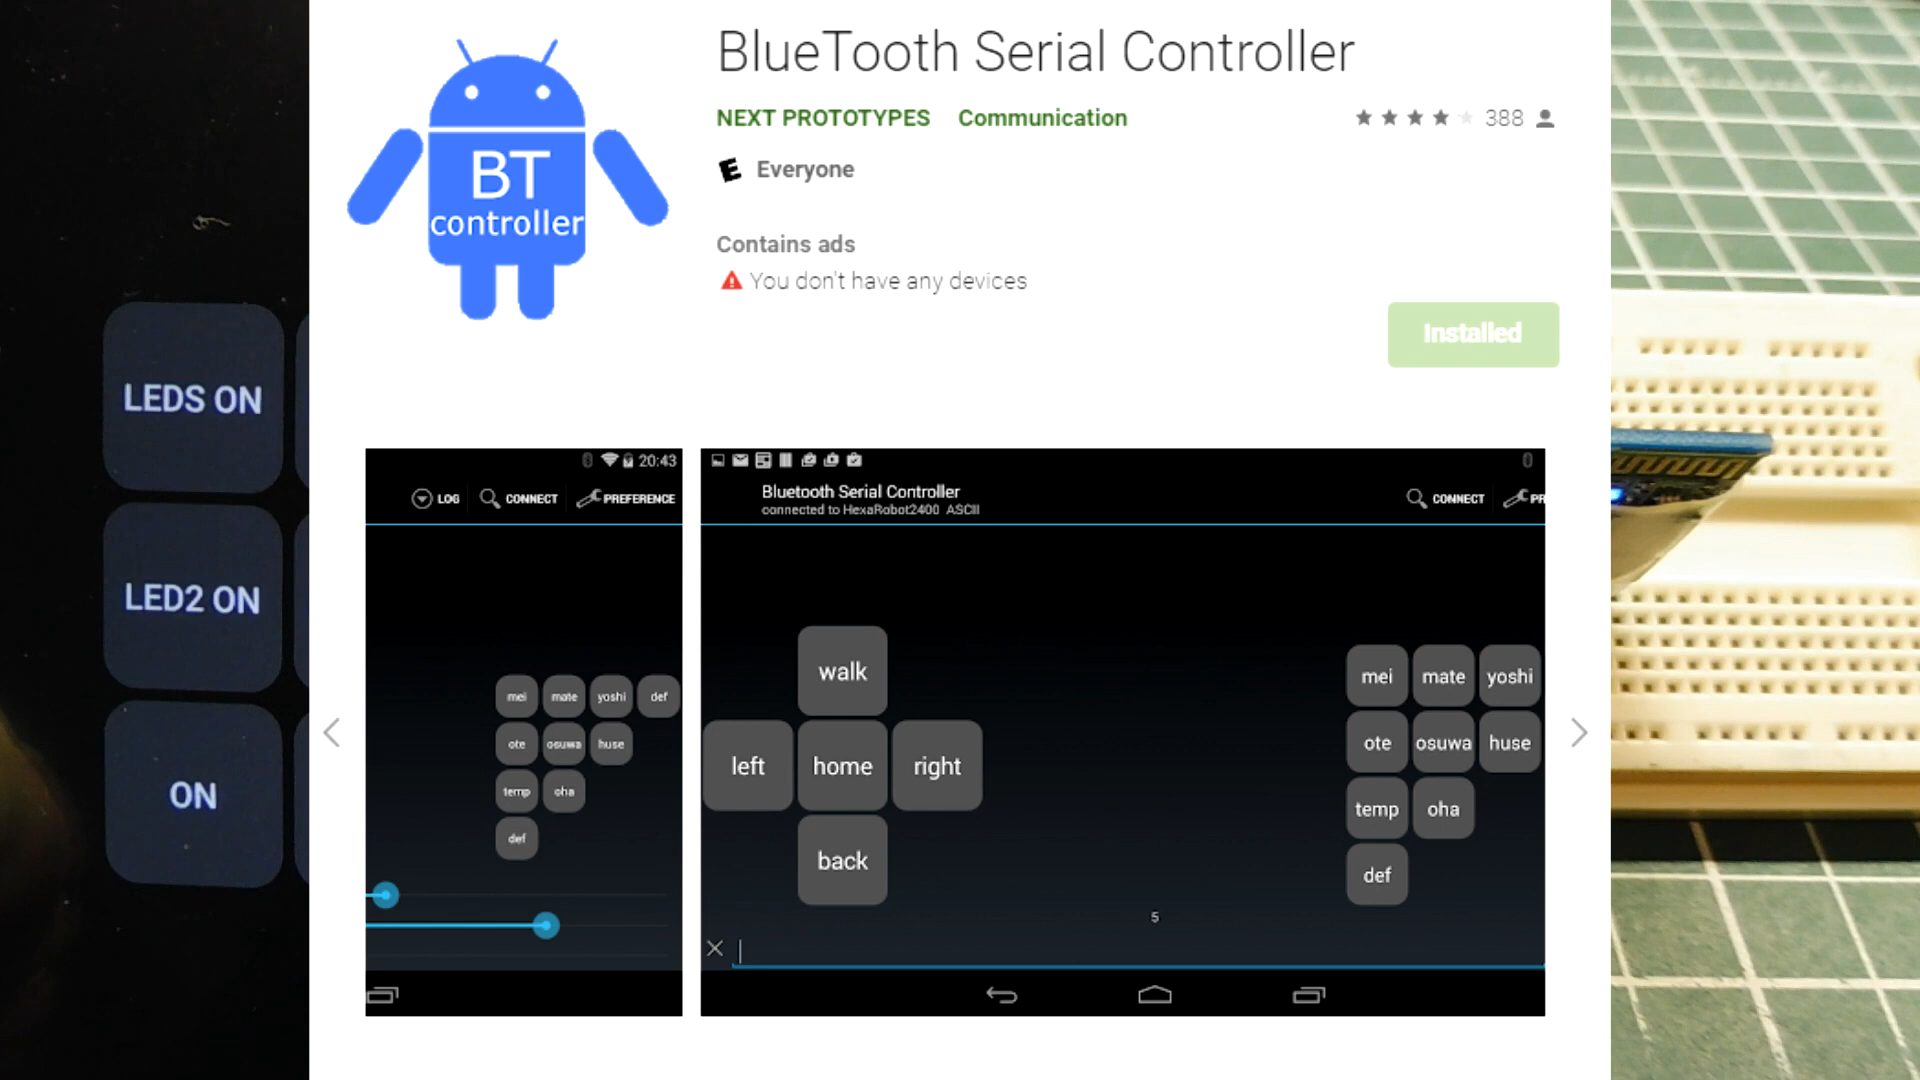 BlueTooth Serial Controller
NEXT PROTOTYPES Communication
388
Everyone
Contains ads
You don't have any devices
Installed
BT
controller
LEDS ON
LED2 ON
ON
20:43
LOG CONNECT PREFERENCE
mei mate yoshi def
ote osuwa huse
temp oha
def
Bluetooth Serial Controller
connected to HexaRobot2400 ASCII
CONNECT PR
walk
left home right
back
mei mate yoshi
ote osuwa huse
temp oha
def
5